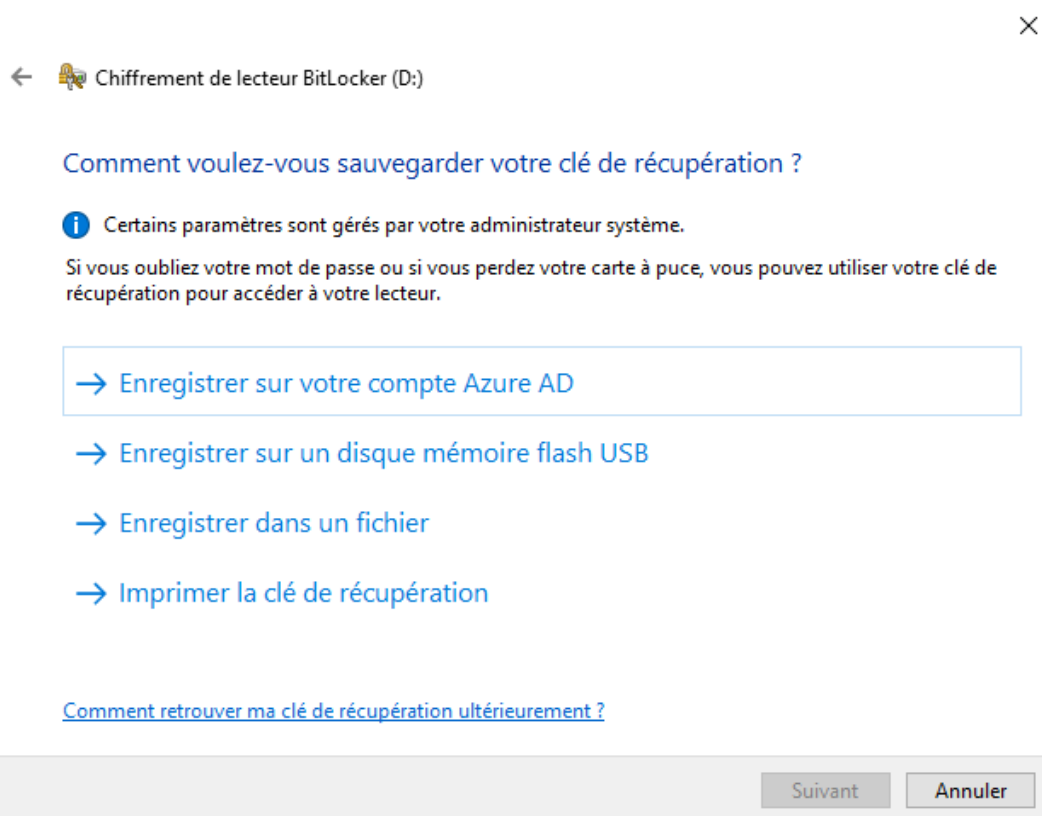 Chiffrement de lecteur BitLocker (D:)
Comment voulez-vous sauvegarder votre clé de récupération ?
Certains paramètres sont gérés par votre administrateur système.
Si vous oubliez votre mot de passe ou si vous perdez votre carte à puce, vous pouvez utiliser votre clé de
récupération pour accéder à votre lecteur.
Enregistrer sur votre compte Azure AD
Enregistrer sur un disque mémoire flash USB
Enregistrer dans un fichier
Imprimer la clé de récupération
Comment retrouver ma clé de récupération ultérieurement ?
Suivant Annuler